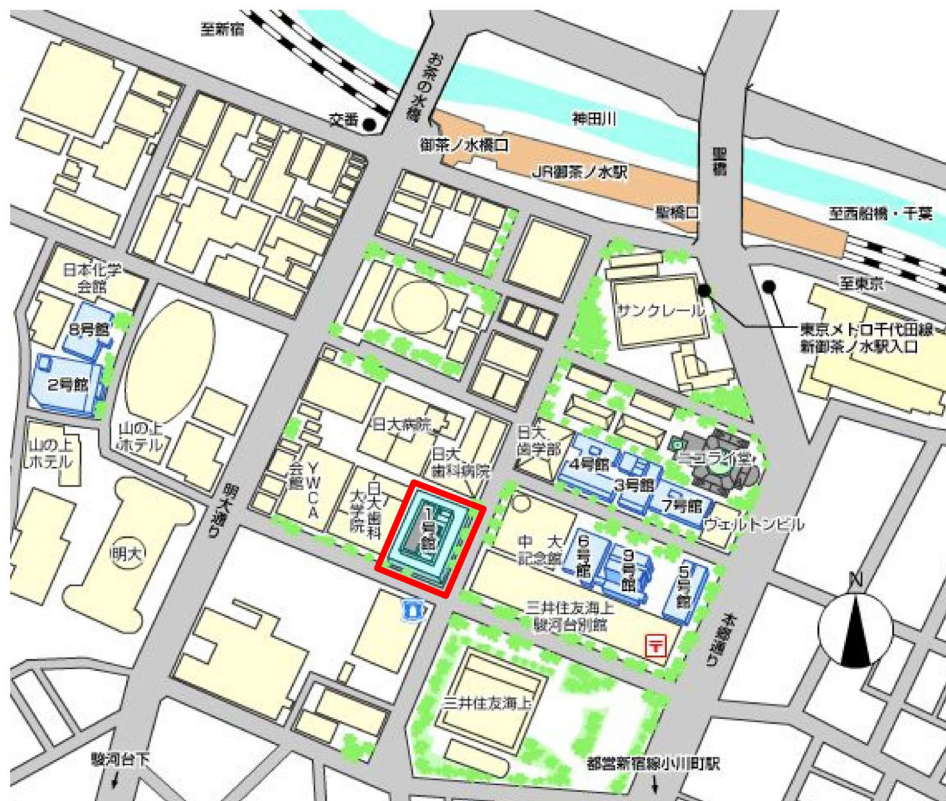 至新宿
お茶の水橋
交番
神田川
御茶ノ水橋口
JR御茶ノ水駅
聖橋
聖橋口
至西船橋・千葉
至東京
日本化学
会館
8号館
2号館
サンクレール
東京メトロ千代田線
新御茶ノ水駅入口
山の上
ホテル
山の上
ホテル
日大病院
日大
歯科病院
日大
歯学部
4号館
3号館
7号館
ニコライ堂
ヴェルトンビル
YWCA
会館
日大歯科
大学院
1号館
明大通り
明大
中大
記念館
6号館
9号館
5号館
三井住友海上
駿河台別館
〒
本郷通り
N
三井住友海上
駿河台下
都営新宿線小川町駅